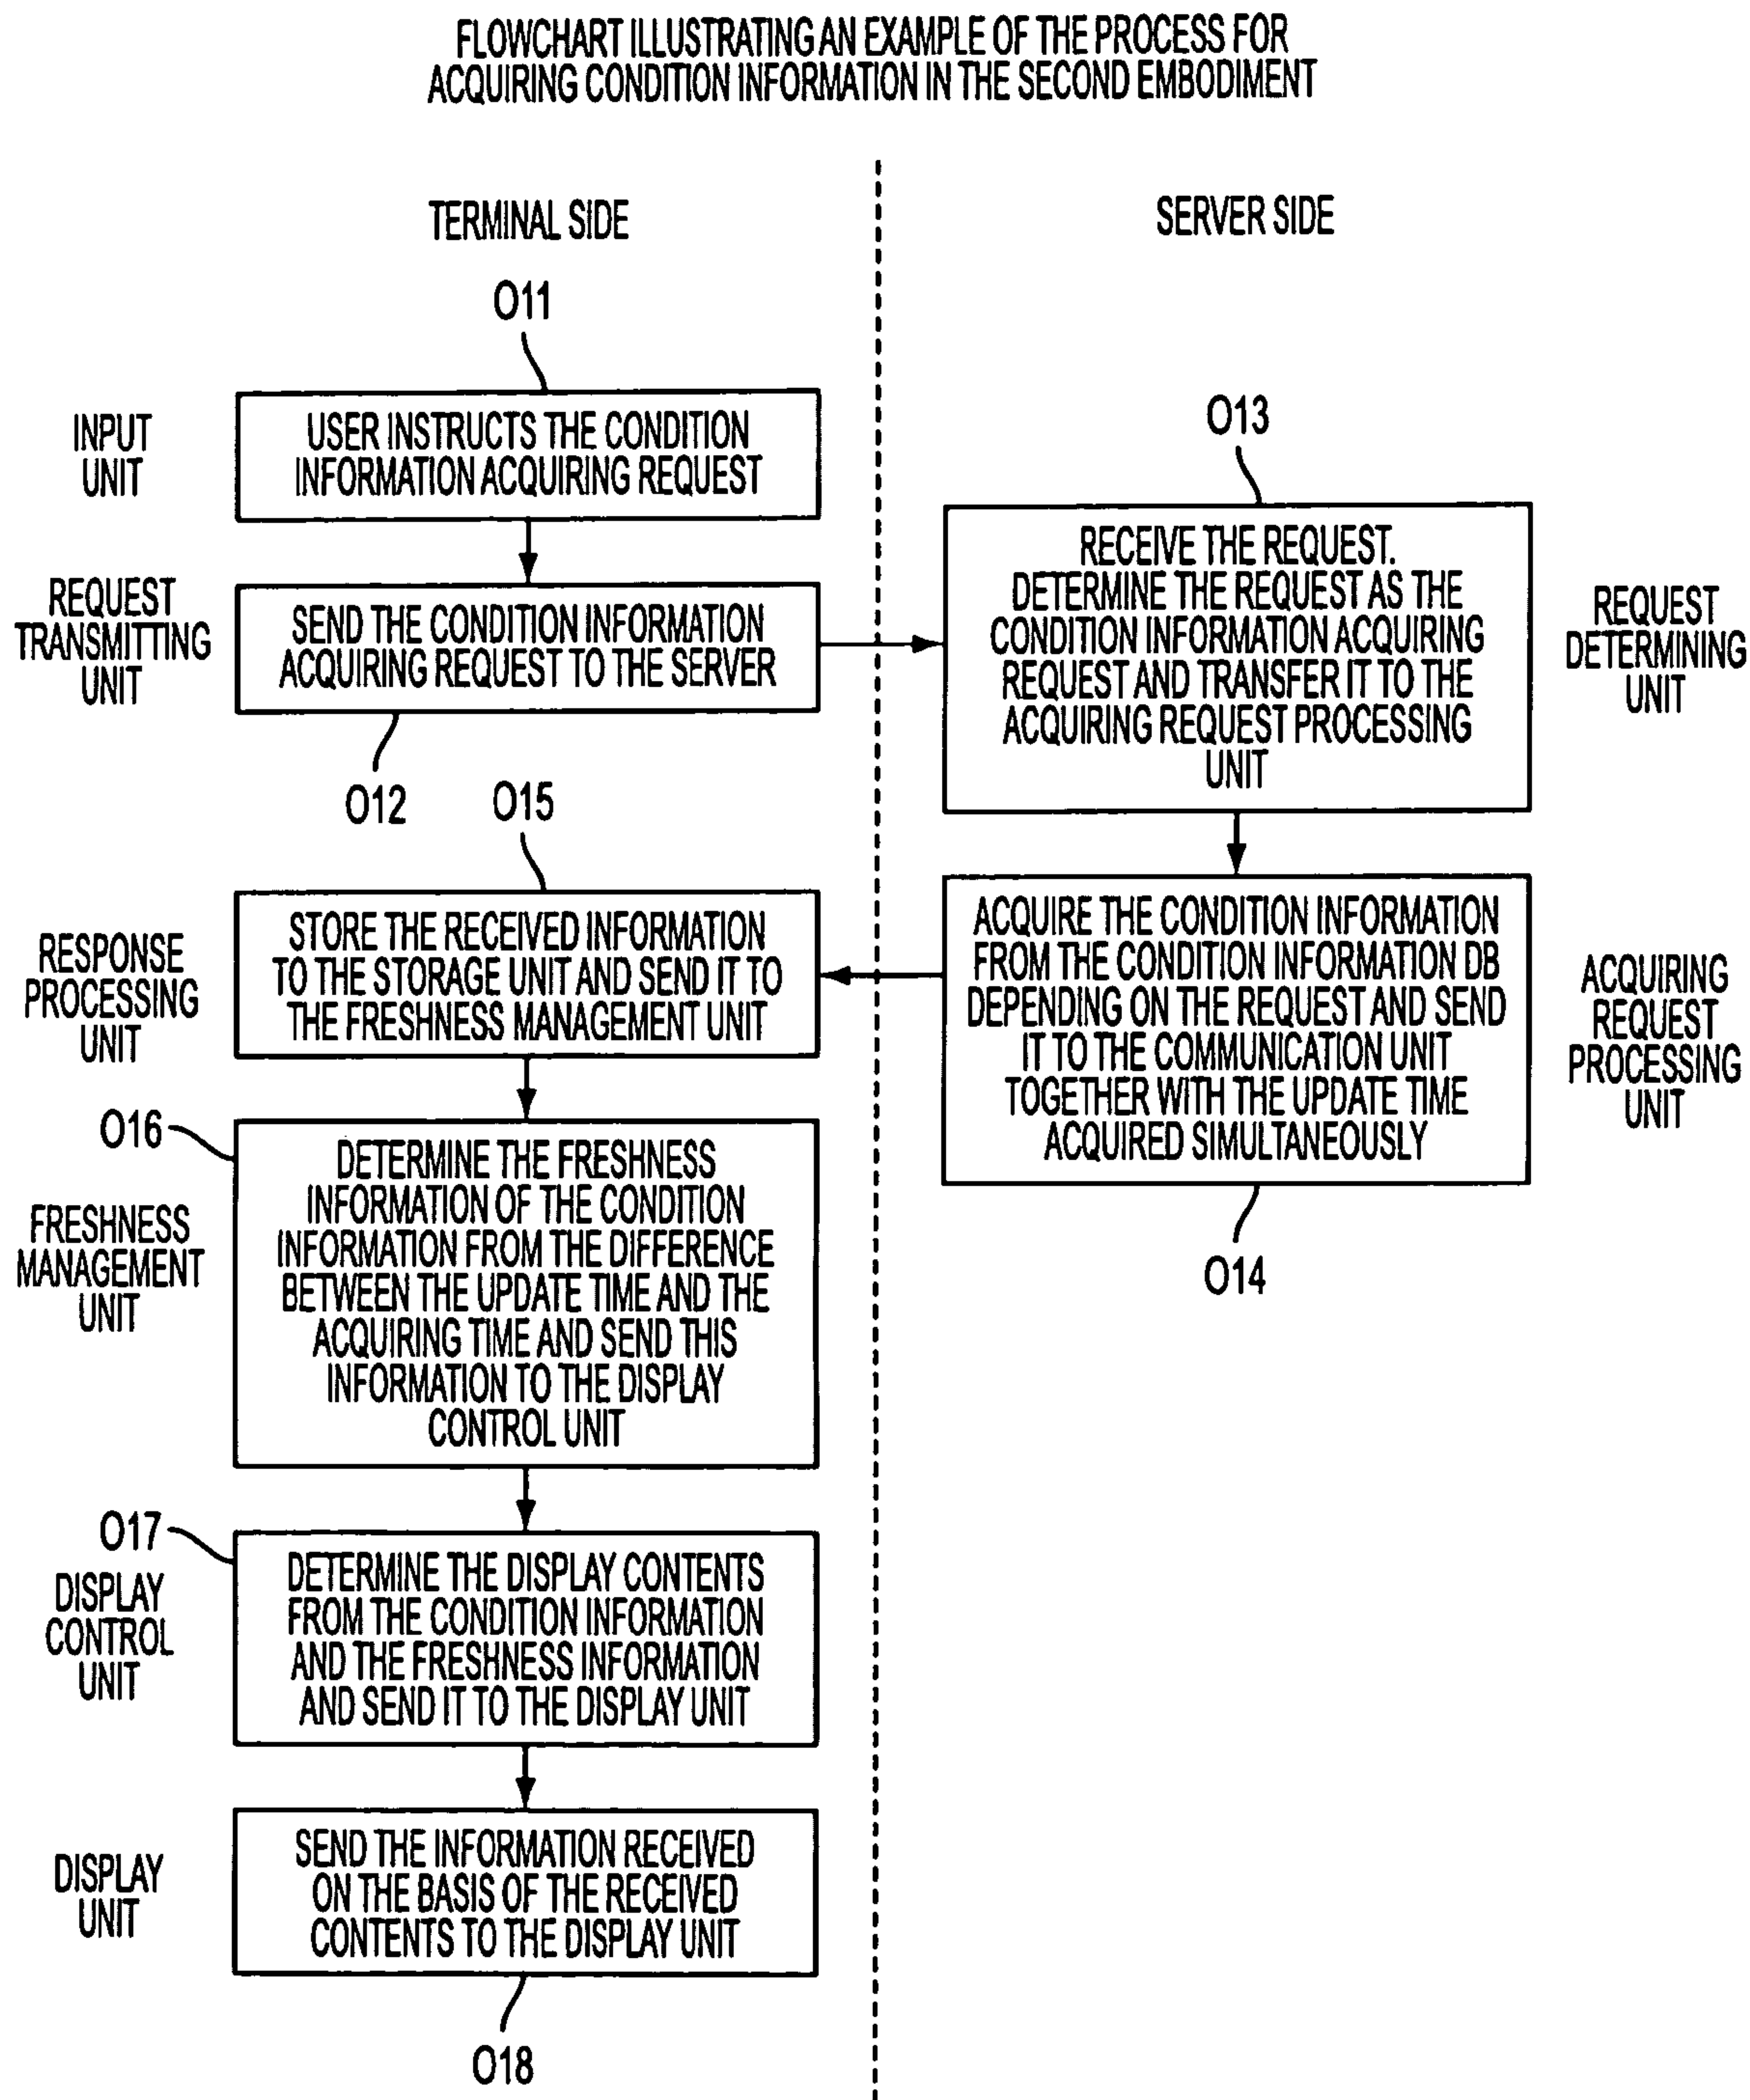 FLOWCHART ILLUSTRATING AN EXAMPLE OF THE PROCESS FOR
ACQUIRING CONDITION INFORMATION IN THE SECOND EMBODIMENT
TERMINAL SIDE
SERVER SIDE
O11
INPUT
UNIT
USER INSTRUCTS THE CONDITION
INFORMATION ACQUIRING REQUEST
REQUEST
TRANSMITTING
UNIT
SEND THE CONDITION INFORMATION
ACQUIRING REQUEST TO THE SERVER
O12
O13
RECEIVE THE REQUEST.
DETERMINE THE REQUEST AS THE
CONDITION INFORMATION ACQUIRING
REQUEST AND TRANSFER IT TO THE
ACQUIRING REQUEST PROCESSING
UNIT
REQUEST
DETERMINING
UNIT
ACQUIRE THE CONDITION INFORMATION
FROM THE CONDITION INFORMATION DB
DEPENDING ON THE REQUEST AND SEND
IT TO THE COMMUNICATION UNIT
TOGETHER WITH THE UPDATE TIME
ACQUIRED SIMULTANEOUSLY
ACQUIRING
REQUEST
PROCESSING
UNIT
O14
O15
RESPONSE
PROCESSING
UNIT
STORE THE RECEIVED INFORMATION
TO THE STORAGE UNIT AND SEND IT TO
THE FRESHNESS MANAGEMENT UNIT
O16
FRESHNESS
MANAGEMENT
UNIT
DETERMINE THE FRESHNESS
INFORMATION OF THE CONDITION
INFORMATION FROM THE DIFFERENCE
BETWEEN THE UPDATE TIME AND THE
ACQUIRING TIME AND SEND THIS
INFORMATION TO THE DISPLAY
CONTROL UNIT
O17
DISPLAY
CONTROL
UNIT
DETERMINE THE DISPLAY CONTENTS
FROM THE CONDITION INFORMATION
AND THE FRESHNESS INFORMATION
AND SEND IT TO THE DISPLAY UNIT
DISPLAY
UNIT
SEND THE INFORMATION RECEIVED
ON THE BASIS OF THE RECEIVED
CONTENTS TO THE DISPLAY UNIT
O18